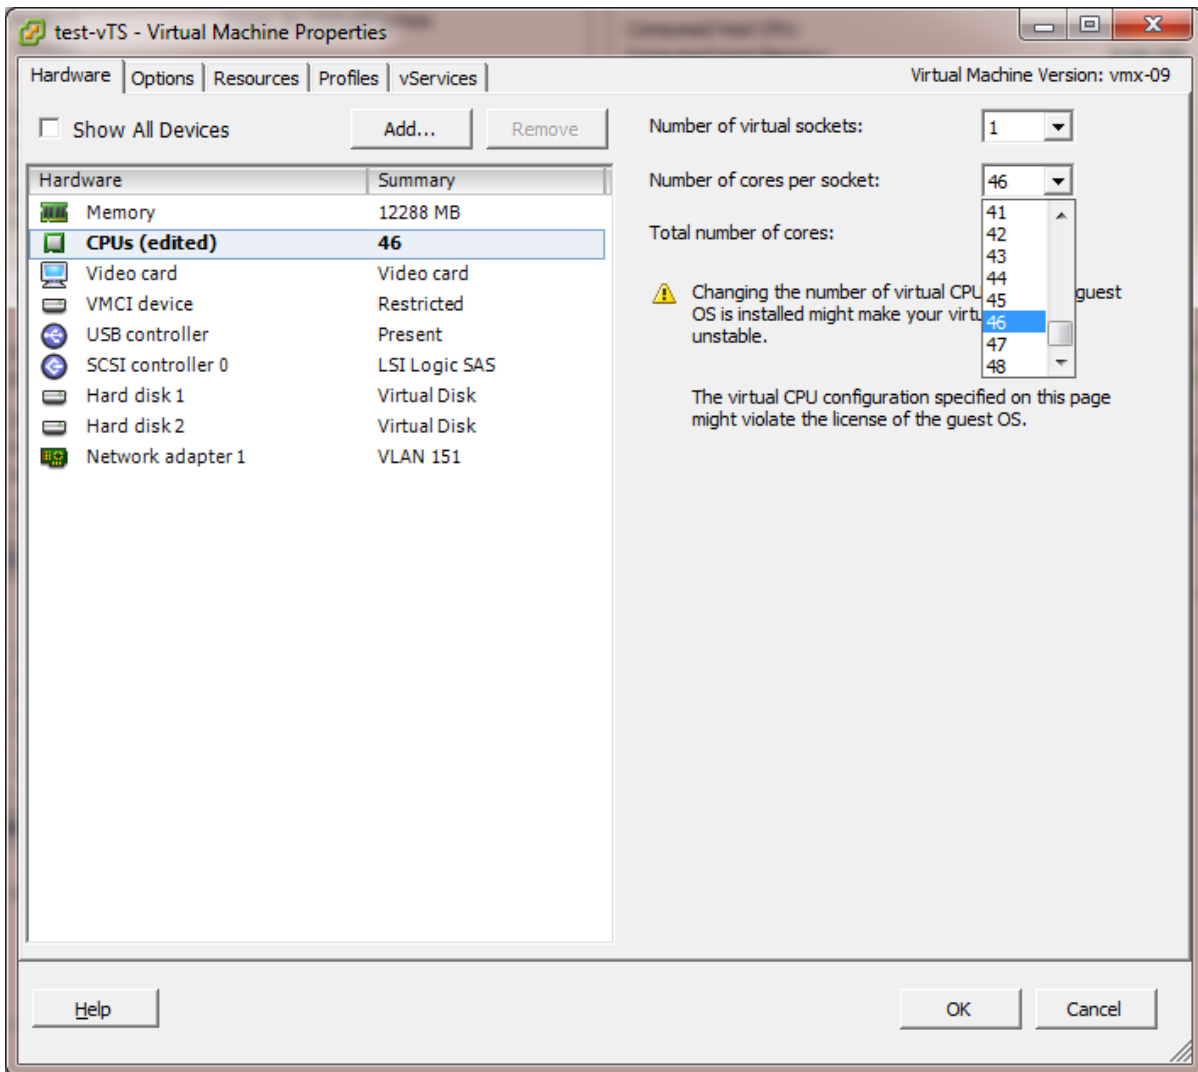 test-vTS - Virtual Machine Properties
Hardware Options Resources Profiles vServices Virtual Machine Version: vmx-09
Show All Devices Add... Remove
Hardware Summary
Memory 12288 MB
CPUs (edited) 46
Video card Video card
VMCI device Restricted
USB controller Present
SCSI controller 0 LSI Logic SAS
Hard disk 1 Virtual Disk
Hard disk 2 Virtual Disk
Network adapter 1 VLAN 151
Number of virtual sockets: 1
Number of cores per socket: 46
41
42
43
44
45
46
47
48
Total number of cores:
Changing the number of virtual CPU guest
OS is installed might make your virtu
unstable.
The virtual CPU configuration specified on this page
might violate the license of the guest OS.
Help OK Cancel